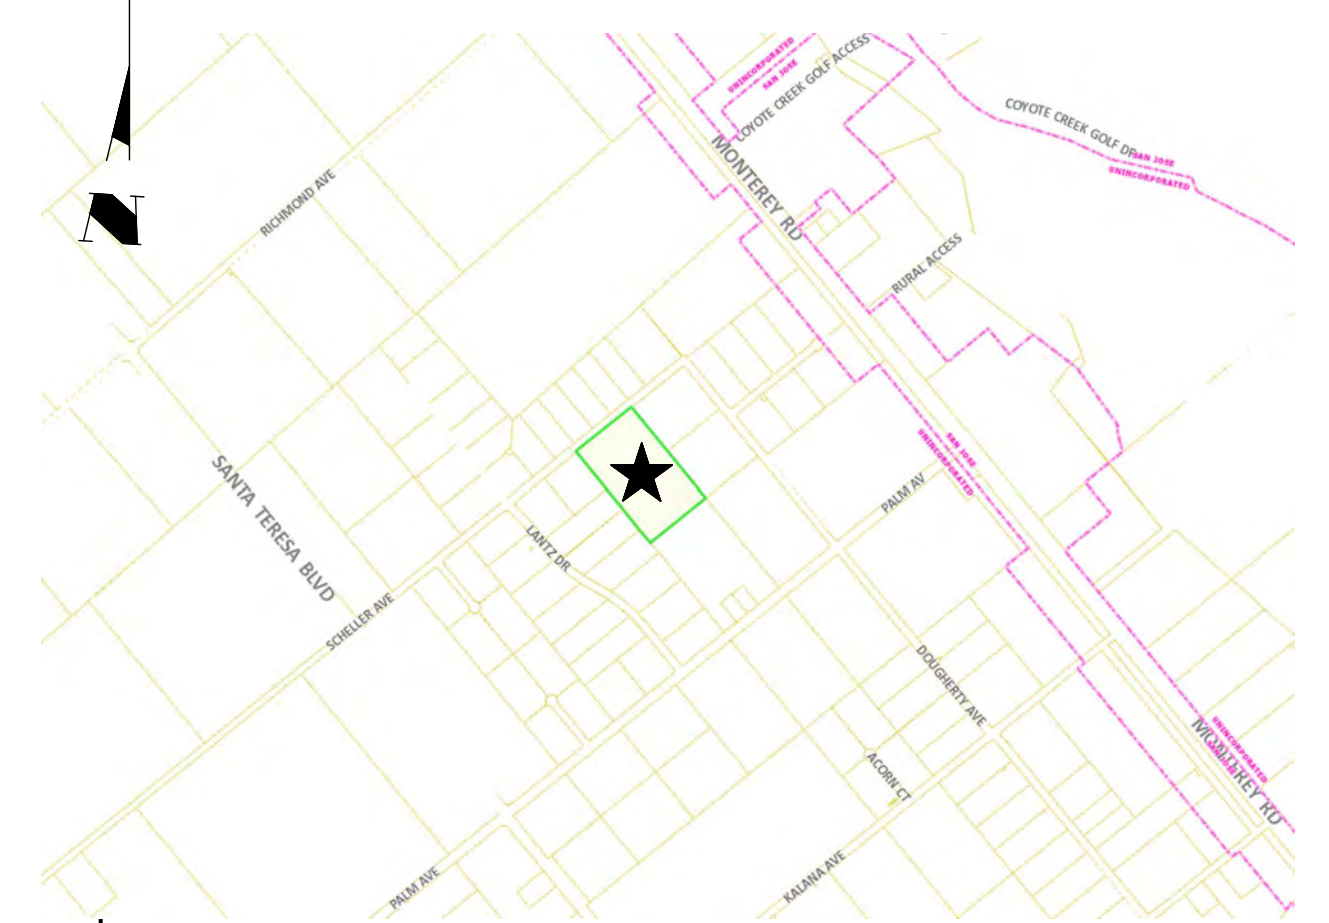 UNINCORPORATED
SAN JOSE
COYOTE CREEK GOLF ACCESS
COYOTE CREEK GOLF DR
SAN JOSE
UNINCORPORATED
MONTEREY RD
RICHMOND AVE
N
RURAL ACCESS
SAN JOSE
UNINCORPORATED
SANTA TERESA BLVD
PALM AV
LANTZ DR
SCHELLER AVE
DOUGHERTY AVE
MONTEREY RD
UNINCORPORATED
SAN JOSE
ACORN CT
PALM AVE
KALANA AVE